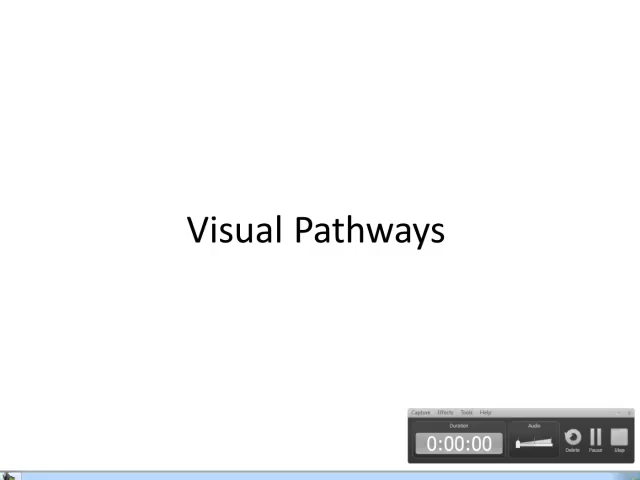 Visual Pathways
Capture Effects Tools Help
Duration Audio
0:00:00
Delete Pause Stop